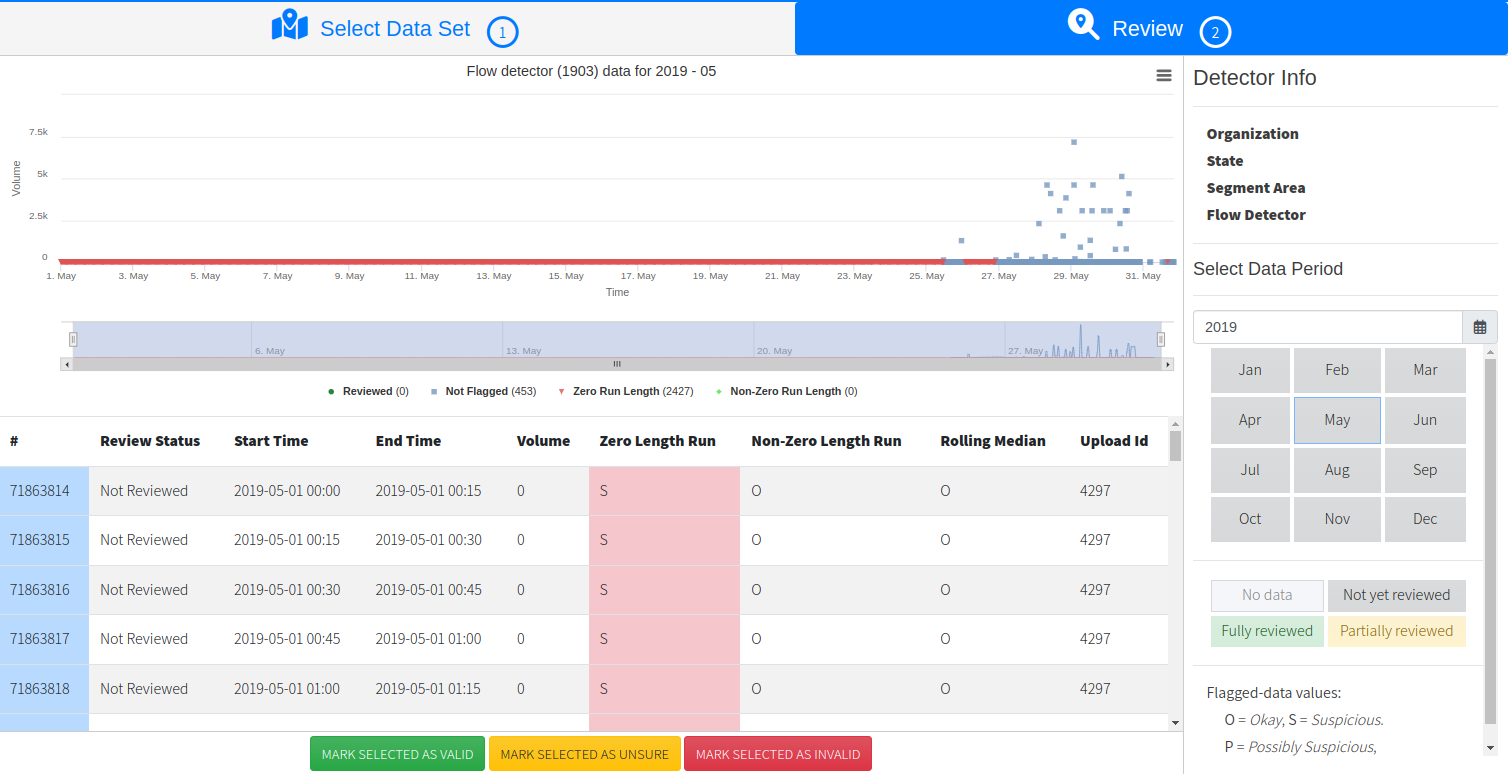 Select Data Set 1
Review 2
Flow detector (1903) data for 2019 - 05
Volume
7.5k
5k
2.5k
0
1. May 3. May 5. May 7. May 9. May 11. May 13. May 15. May 17. May 19. May 21. May 23. May 25. May 27. May 29. May 31. May
Time
6. May 13. May 20. May 27. May
Reviewed (0) Not Flagged (453) Zero Run Length (2427) Non-Zero Run Length (0)
# Review Status Start Time End Time Volume Zero Length Run Non-Zero Length Run Rolling Median Upload Id
71863814 Not Reviewed 2019-05-01 00:00 2019-05-01 00:15 0 S O O 4297
71863815 Not Reviewed 2019-05-01 00:15 2019-05-01 00:30 0 S O O 4297
71863816 Not Reviewed 2019-05-01 00:30 2019-05-01 00:45 0 S O O 4297
71863817 Not Reviewed 2019-05-01 00:45 2019-05-01 01:00 0 S O O 4297
71863818 Not Reviewed 2019-05-01 01:00 2019-05-01 01:15 0 S O O 4297
MARK SELECTED AS VALID MARK SELECTED AS UNSURE MARK SELECTED AS INVALID
Detector Info
Organization
State
Segment Area
Flow Detector
Select Data Period
2019
Jan Feb Mar
Apr May Jun
Jul Aug Sep
Oct Nov Dec
No data Not yet reviewed
Fully reviewed Partially reviewed
Flagged-data values:
O = Okay, S = Suspicious.
P = Possibly Suspicious,